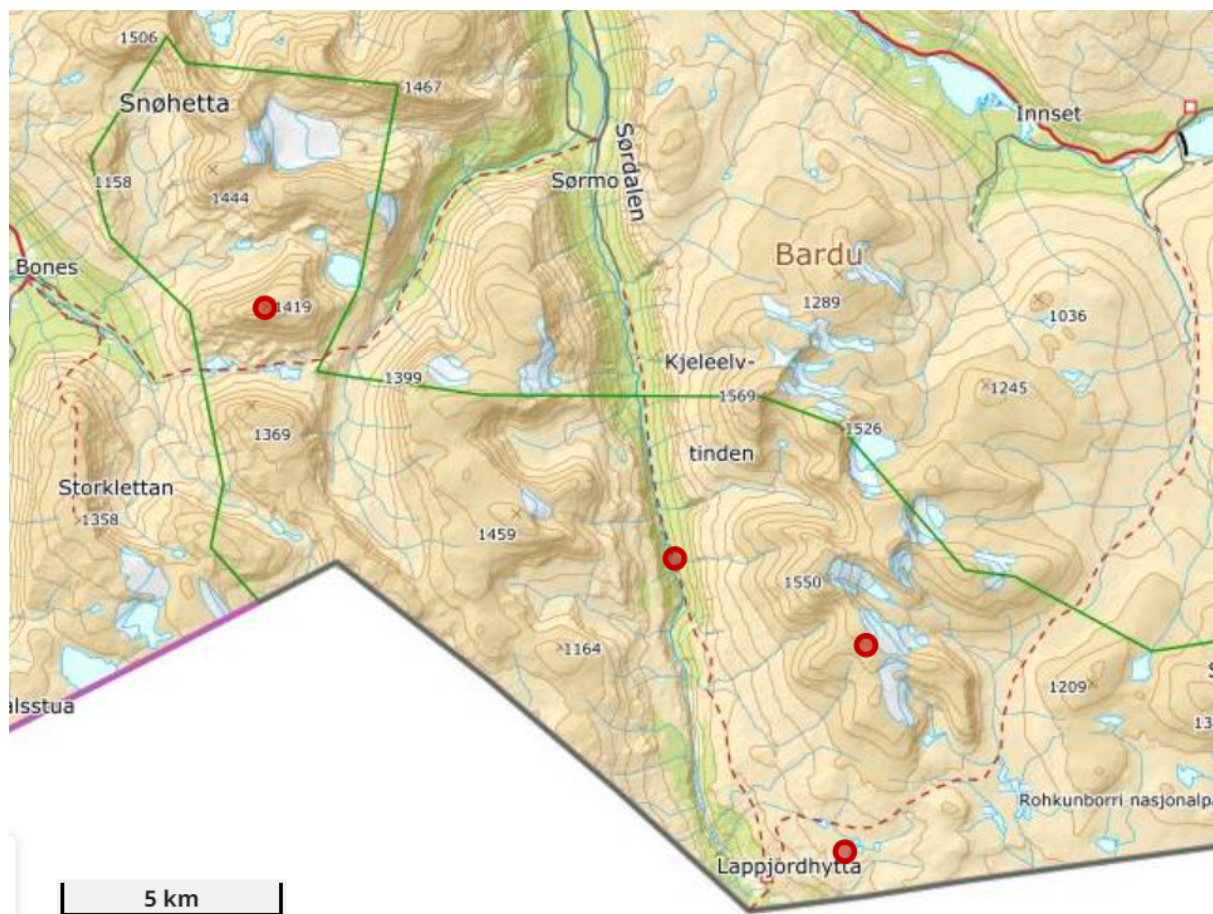 1506
1467
Snøhetta
Innset
Sørdalen
Sørmo
1158
1444
Bardu
Bones
1419
1289
1036
Kjeleelv-
1399
1569
1245
1369
1526
tinden
Storklettan
1358
1459
1550
1164
1209
alsstua
S
13
Rohkunborri nasjonalpa
Lappjordhytta
5 km